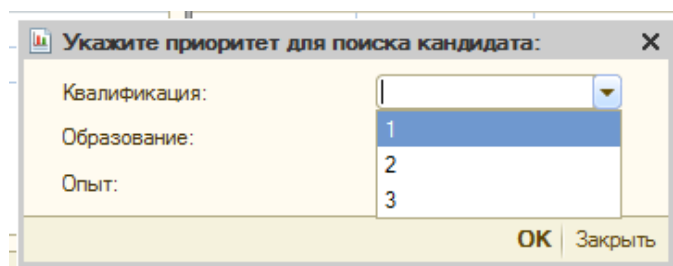 Укажите приоритет для поиска кандидата:
Квалификация:
1
Образование:
2
Опыт:
3
OK Закрыть